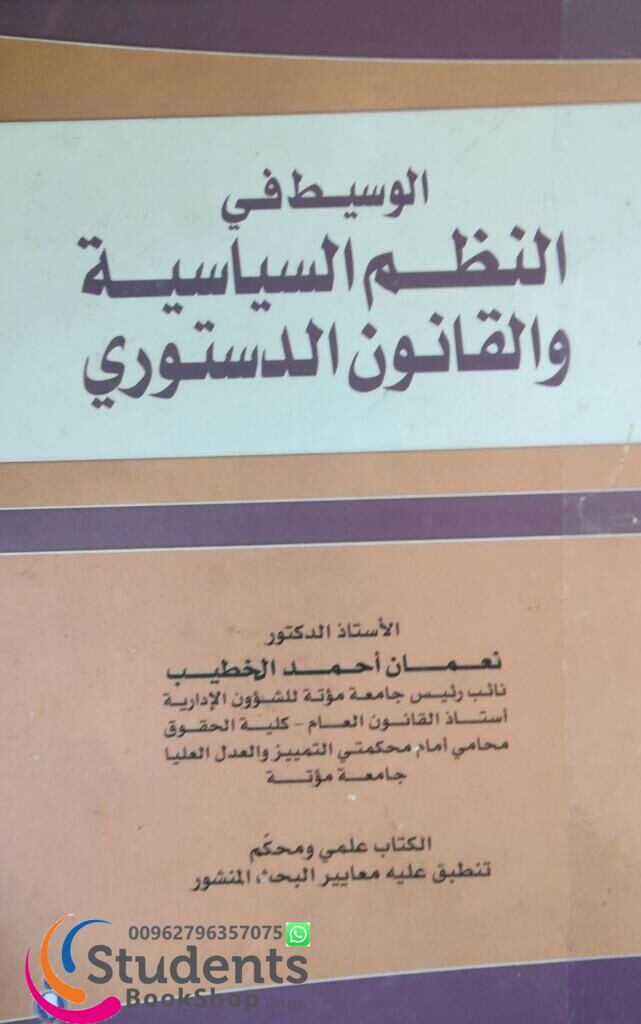 الوسيط في
النظم السياسية
والقانون الدستوري
الأستاذ الدكتور
نعمان أحمد الخطيب
نائب رئيس جامعة مؤتة للشؤون الإدارية
أستاذ القانون العام - كلية الحقوق
محامي أمام محكمتي التمييز والعدل العليا
جامعة مؤتة
الكتاب علمي ومحكّم
تنطبق عليه معايير البحث المنشور
00962796357075
Students
BookShop.com